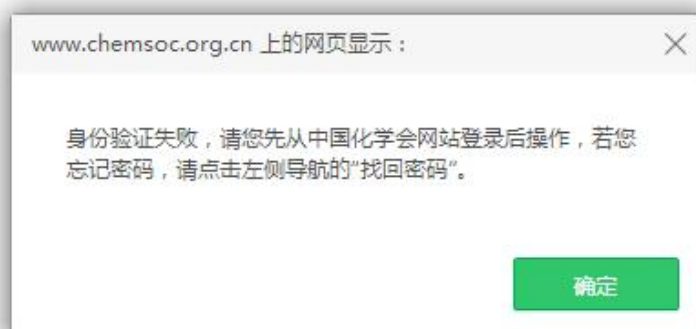 www.chemsoc.org.cn 上的网页显示：
身份验证失败，请您先从中国化学会网站登录后操作，若您
忘记密码，请点击左侧导航的“找回密码”。
确定